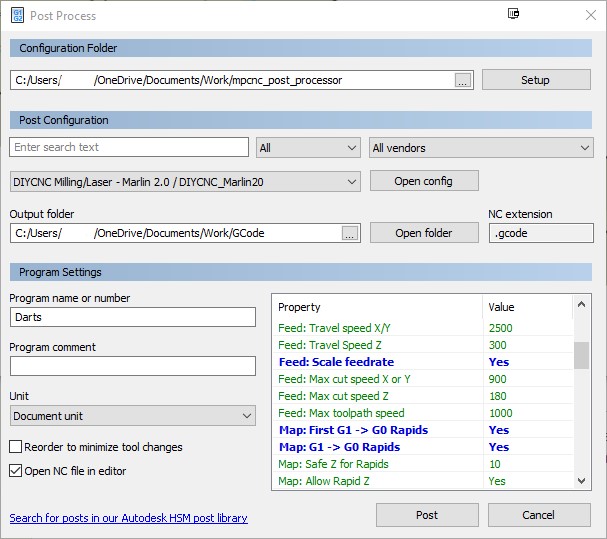 G1
G2
Post Process
Configuration Folder
C:/Users/ /OneDrive/Documents/Work/mpcnc_post_processor
...
Setup
Post Configuration
Enter search text
All
All vendors
DIYCNC Milling/Laser - Marlin 2.0 / DIYCNC_Marlin20
Open config
Output folder
NC extension
C:/Users/ /OneDrive/Documents/Work/GCode
...
Open folder
.gcode
Program Settings
Program name or number
Darts
Program comment
Unit
Document unit
Reorder to minimize tool changes
Open NC file in editor
Property Value
Feed: Travel speed X/Y 2500
Feed: Travel Speed Z 300
Feed: Scale feedrate Yes
Feed: Max cut speed X or Y 900
Feed: Max cut speed Z 180
Feed: Max toolpath speed 1000
Map: First G1 -> G0 Rapids Yes
Map: G1 -> G0 Rapids Yes
Map: Safe Z for Rapids 10
Map: Allow Rapid Z Yes
Search for posts in our Autodesk HSM post library
Post
Cancel